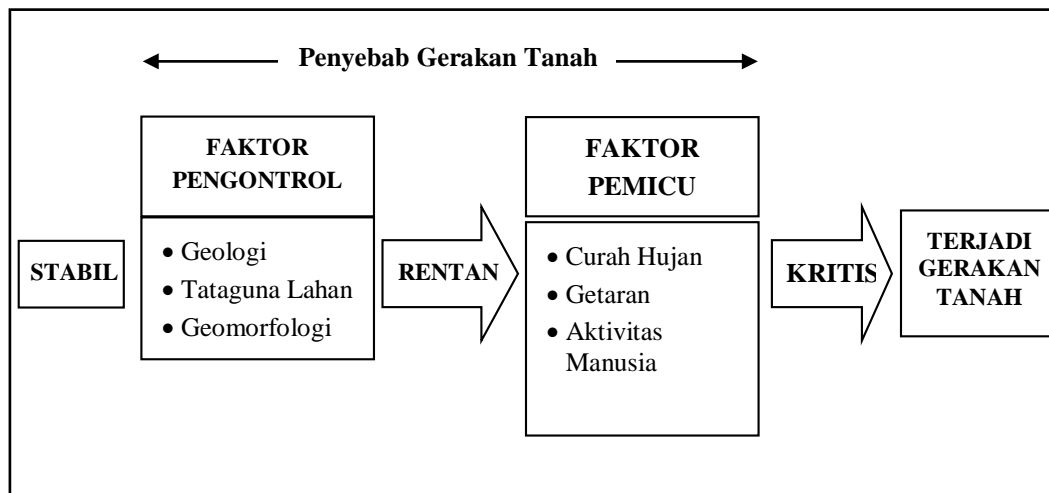 Penyebab Gerakan Tanah
STABIL
FAKTOR
PENGONTROL
• Geologi
• Tataguna Lahan
• Geomorfologi
RENTAN
FAKTOR
PEMICU
• Curah Hujan
• Getaran
• Aktivitas
Manusia
KRITIS
TERJADI
GERAKAN
TANAH